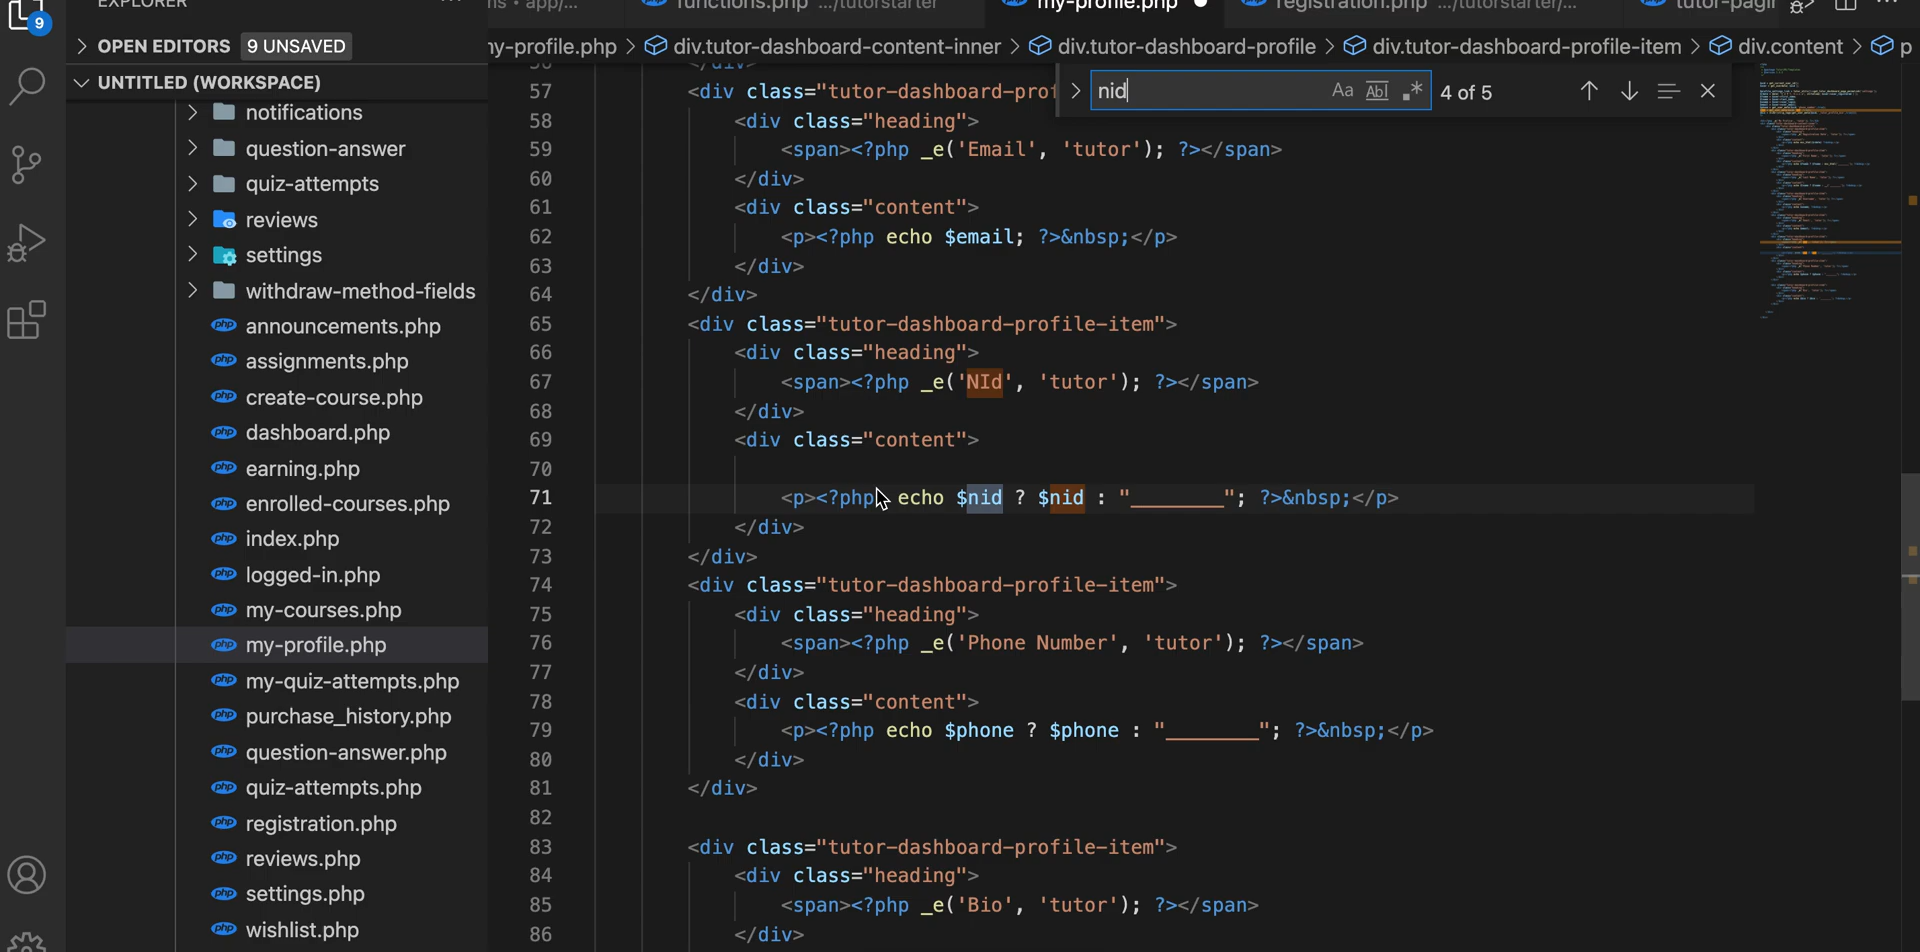 EXPLORER
functions.php .../tutorstarter
my-profile.php
registration.php .../tutorstarter/...
9
OPEN EDITORS 9 UNSAVED
my-profile.php > div.tutor-dashboard-content-inner > div.tutor-dashboard-profile > div.tutor-dashboard-profile-item > div.content > p
UNTITLED (WORKSPACE)
nid
Aa Abl .* 4 of 5
notifications
question-answer
quiz-attempts
reviews
settings
withdraw-method-fields
announcements.php
assignments.php
create-course.php
dashboard.php
earning.php
enrolled-courses.php
index.php
logged-in.php
my-courses.php
my-profile.php
my-quiz-attempts.php
purchase_history.php
question-answer.php
quiz-attempts.php
registration.php
reviews.php
settings.php
wishlist.php
56 </div>
57 <div class="tutor-dashboard-prof
58 <div class="heading">
59 <span><?php _e('Email', 'tutor'); ?></span>
60 </div>
61 <div class="content">
62 <p><?php echo $email; ?>&nbsp;</p>
63 </div>
64 </div>
65 <div class="tutor-dashboard-profile-item">
66 <div class="heading">
67 <span><?php _e('NId', 'tutor'); ?></span>
68 </div>
69 <div class="content">
70
71 <p><?php echo $nid ? $nid : "________"; ?>&nbsp;</p>
72 </div>
73 </div>
74 <div class="tutor-dashboard-profile-item">
75 <div class="heading">
76 <span><?php _e('Phone Number', 'tutor'); ?></span>
77 </div>
78 <div class="content">
79 <p><?php echo $phone ? $phone : "________"; ?>&nbsp;</p>
80 </div>
81 </div>
82
83 <div class="tutor-dashboard-profile-item">
84 <div class="heading">
85 <span><?php _e('Bio', 'tutor'); ?></span>
86 </div>